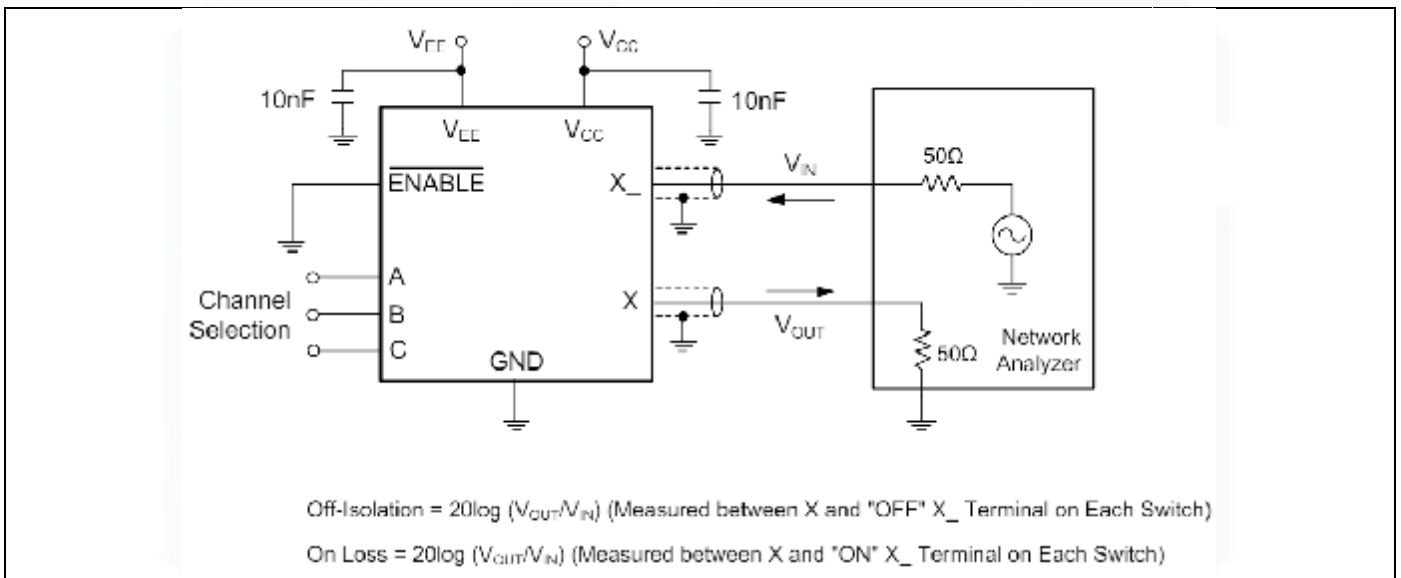 VEE VCC
10nF 10nF
VEE VCC
ENABLE X_ VIN 50Ω
A
Channel Selection B X VOUT
C
GND 50Ω Network Analyzer
Off-Isolation = 20log (VOUT/VIN) (Measured between X and "OFF" X_ Terminal on Each Switch)
On Loss = 20log (VOUT/VIN) (Measured between X and "ON" X_ Terminal on Each Switch)